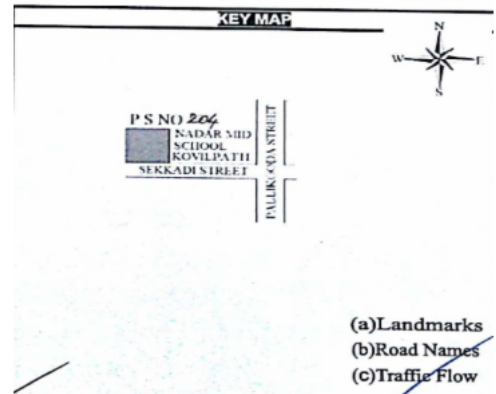 KEY MAP
N
W E
S
P S NO 204
NADAR MID
SCHOOL
KOVILPATH
SEKKADI STREET
PALLIKOODA STREET
(a)Landmarks
(b)Road Names
(c)Traffic Flow